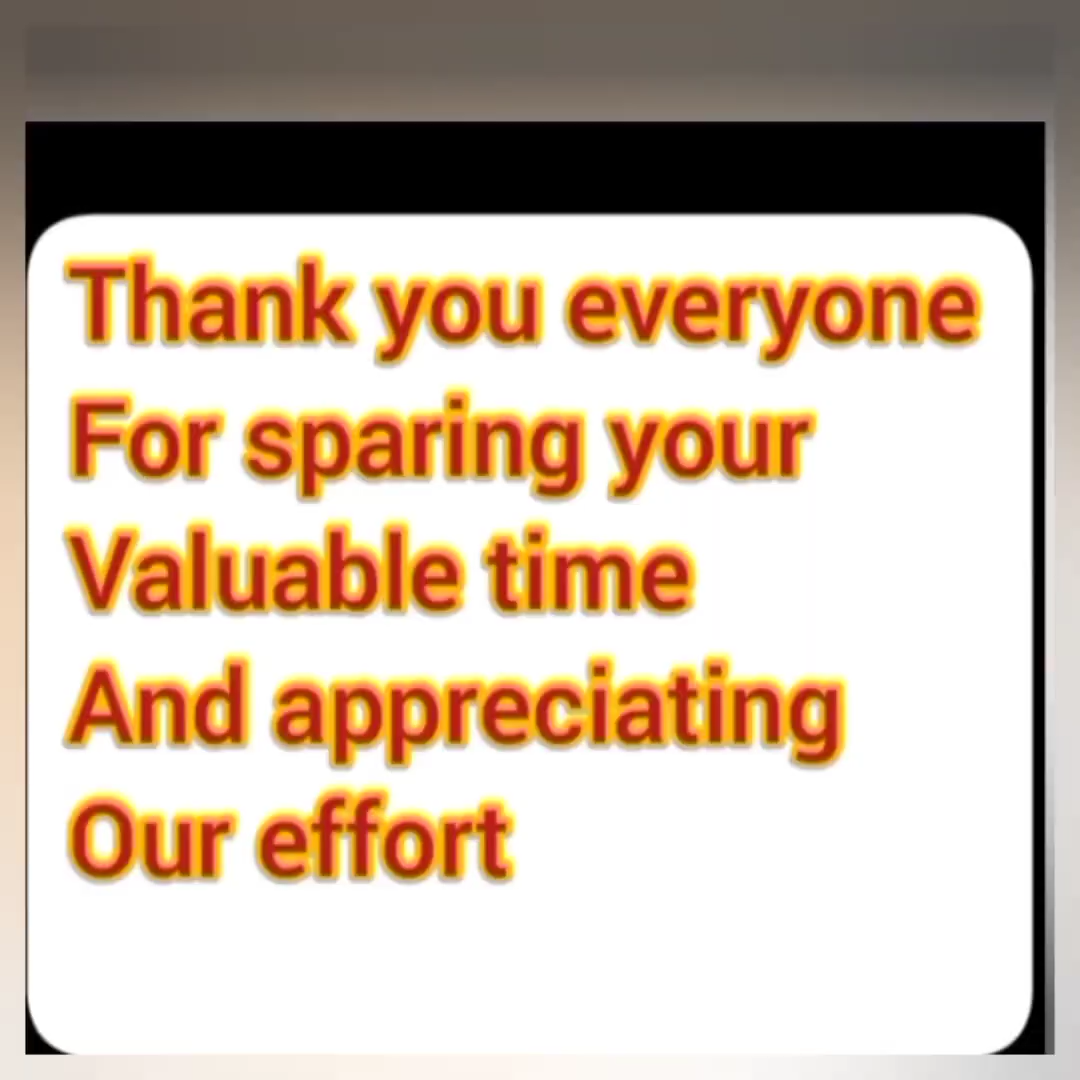 Thank you everyone
For sparing your
Valuable time
And appreciating
Our effort